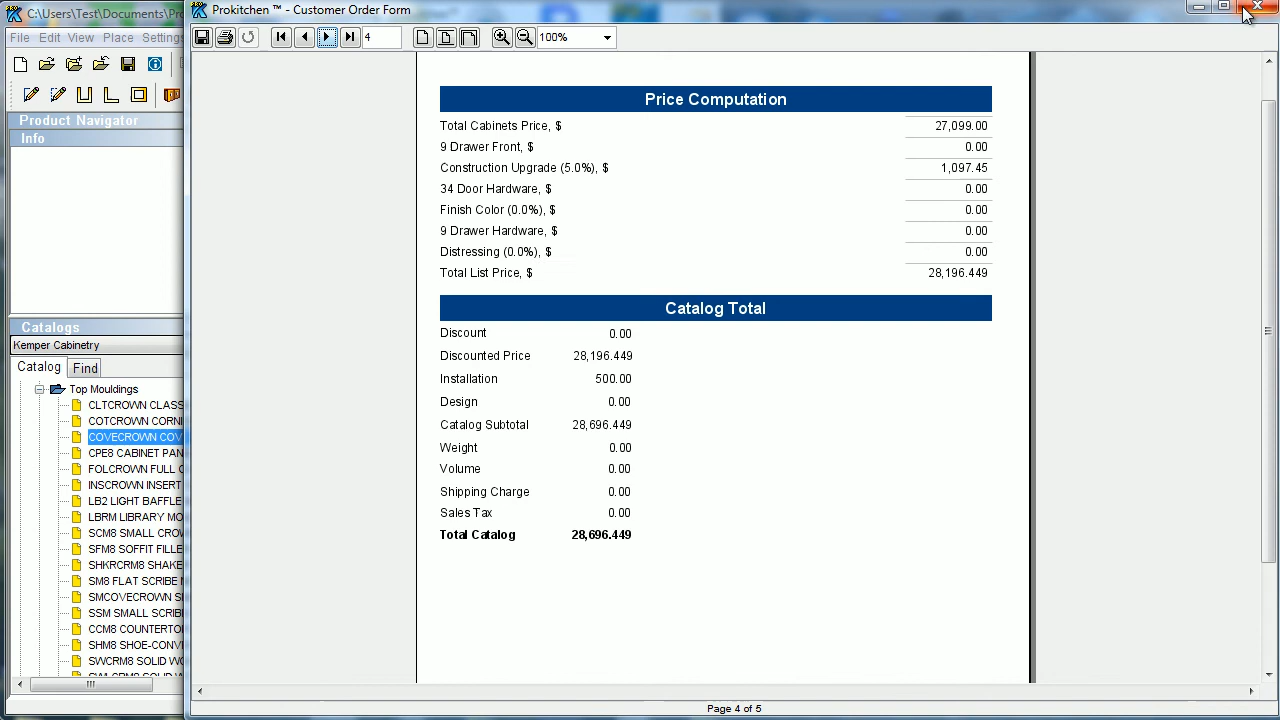 C:\Users\Test\Documents\Pr
Prokitchen ™ - Customer Order Form
File Edit View Place Settings
4
100%
Product Navigator
Info
Catalogs
Kemper Cabinetry
Catalog Find
Top Mouldings
CLTCROWN CLASS
COTCROWN CORNI
COVECROWN COV
CPE8 CABINET PAN
FOLCROWN FULL
INSCROWN INSERT
LB2 LIGHT BAFFLE
LBRM LIBRARY MO
SCM8 SMALL CROW
SFM8 SOFFIT FILLE
SHKRCRM8 SHAKE
SM8 FLAT SCRIBE
SMCOVECROWN
SSM SMALL SCRIB
CCM8 COUNTERTO
SHM8 SHOE-CONV
SWCRM8 SOLID WO
Price Computation
Total Cabinets Price, $ 27,099.00
9 Drawer Front, $ 0.00
Construction Upgrade (5.0%), $ 1,097.45
34 Door Hardware, $ 0.00
Finish Color (0.0%), $ 0.00
9 Drawer Hardware, $ 0.00
Distressing (0.0%), $ 0.00
Total List Price, $ 28,196.449
Catalog Total
Discount 0.00
Discounted Price 28,196.449
Installation 500.00
Design 0.00
Catalog Subtotal 28,696.449
Weight 0.00
Volume 0.00
Shipping Charge 0.00
Sales Tax 0.00
Total Catalog 28,696.449
Page 4 of 5